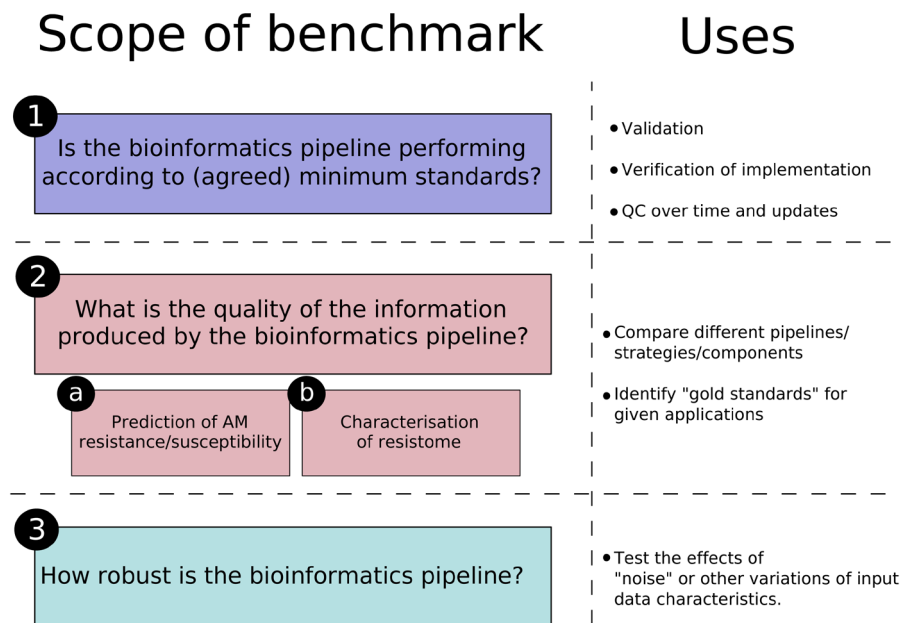 Scope of benchmark
Uses
1
Is the bioinformatics pipeline performing
according to (agreed) minimum standards?
• Validation
• Verification of implementation
• QC over time and updates
2
What is the quality of the information
produced by the bioinformatics pipeline?
a
Prediction of AM
resistance/susceptibility
b
Characterisation
of resistome
• Compare different pipelines/
strategies/components
• Identify "gold standards" for
given applications
3
How robust is the bioinformatics pipeline?
• Test the effects of
"noise" or other variations of input
data characteristics.